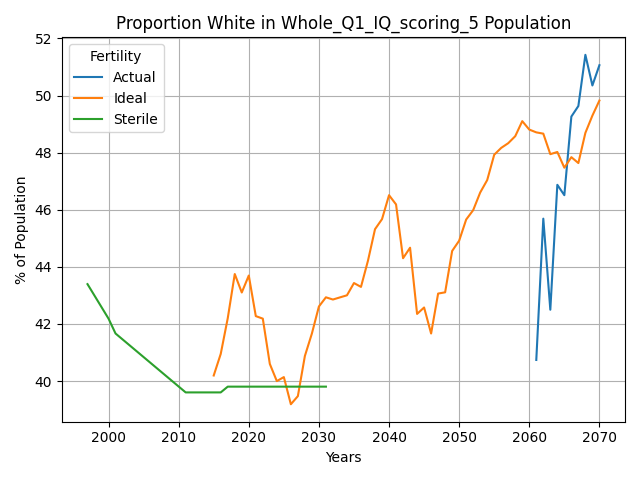 Proportion White in Whole_Q1_IQ_scoring_5 Population
Fertility
Actual
Ideal
Sterile
% of Population
52
50
48
46
44
42
40
2000 2010 2020 2030 2040 2050 2060 2070
Years